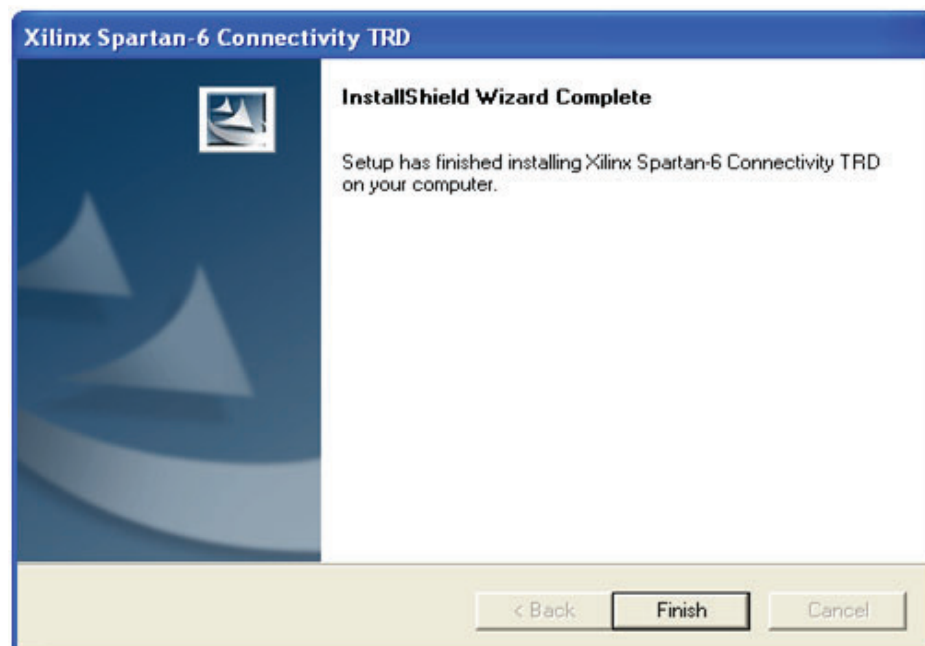 Xilinx Spartan-6 Connectivity TRD
InstallShield Wizard Complete
Setup has finished installing Xilinx Spartan-6 Connectivity TRD
on your computer.
< Back
Finish
Cancel